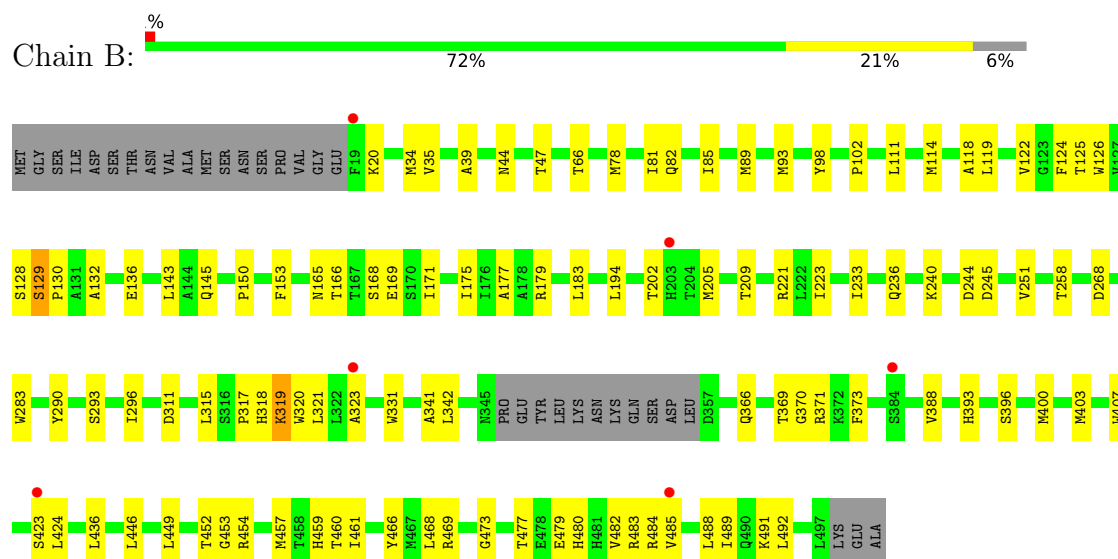 %
Chain B:
72% 21% 6%
MET GLY SER ILE ASP SER THR ASN VAL ALA MET SER ASN SER PRO VAL GLY GLU F19 K20 M34 V35 A39 N44 T47 T66 M78 I81 Q82 I85 M89 M93 Y98 P102 L111 M114 A118 L119 V122 G123 F124 T125 W126 V127
S128 S129 P130 A131 A132 E136 L143 A144 Q145 P150 F153 N165 T166 T167 S168 E169 S170 I171 I175 I176 A177 A178 R179 L183 L194 T202 H203 T204 M205 T209 R221 L222 I223 I233 Q236 K240 D244 D245 V251 T258 D268
W283 Y290 S293 I296 D311 L315 S316 P317 H318 K319 W320 L321 L322 A323 W331 A341 L342 N345 PRO GLU TYR LEU LYS ASN LYS GLN SER ASP LEU D357 Q366 T369 G370 R371 K372 F373 S384 V388 H393 S396 M400 M403 W407
S423 L424 L436 L446 L449 T452 G453 R454 M457 T458 H459 T460 I461 Y466 M467 L468 R469 G473 T477 E478 E479 H480 H481 V482 R483 R484 V485 L488 I489 Q490 K491 L492 L497 LYS GLU ALA